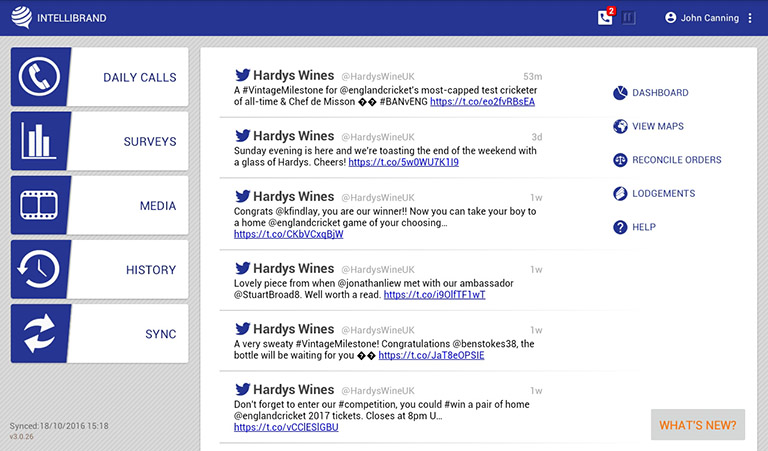 INTELLIBRAND
2
John Canning
DAILY CALLS
SURVEYS
MEDIA
HISTORY
SYNC
Synced:18/10/2016 15:18
v3.0.26
Hardys Wines @HardysWineUK 53m
A #VintageMilestone for @englandcricket's most-capped test cricketer
of all-time & Chef de Misson �� #BANvENG https://t.co/eo2fvRBsEA
Hardys Wines @HardysWineUK 3d
Sunday evening is here and we're toasting the end of the weekend with
a glass of Hardys. Cheers! https://t.co/5w0WU7K1I9
Hardys Wines @HardysWineUK 1w
Congrats @kfindlay, you are our winner!! Now you can take your boy to
a home @englandcricket game of your choosing…
https://t.co/CKbVCxqBjW
Hardys Wines @HardysWineUK 1w
Lovely piece from when @jonathanliew met with our ambassador
@StuartBroad8. Well worth a read. https://t.co/i9OlfTF1wT
Hardys Wines @HardysWineUK 1w
A very sweaty #VintageMilestone! Congratulations @benstokes38, the
bottle will be waiting for you �� https://t.co/JaT8eOPSIE
Hardys Wines @HardysWineUK 1w
Don't forget to enter our #competition, you could #win a pair of home
@englandcricket 2017 tickets. Closes at 8pm U…
https://t.co/vCClESlGBU
DASHBOARD
VIEW MAPS
RECONCILE ORDERS
LODGEMENTS
HELP
WHAT'S NEW?